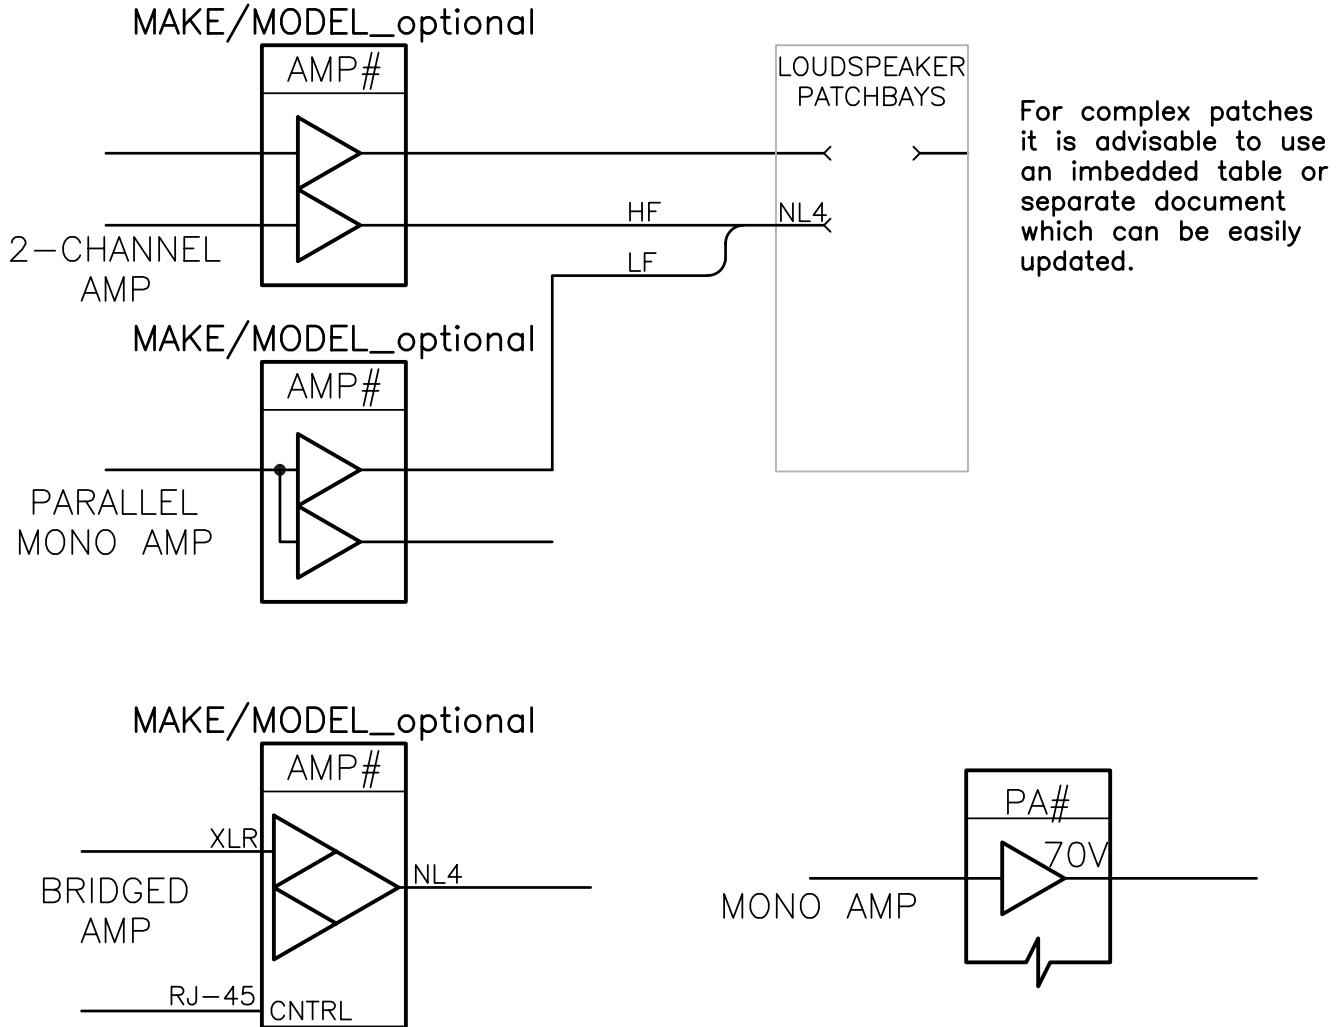 MAKE/MODEL_optional
AMP#
2-CHANNEL
AMP
HF
LF
NL4
LOUDSPEAKER
PATCHBAYS
For complex patches
it is advisable to use
an imbedded table or
separate document
which can be easily
updated.
MAKE/MODEL_optional
AMP#
PARALLEL
MONO AMP
MAKE/MODEL_optional
AMP#
XLR
NL4
BRIDGED
AMP
RJ-45
CNTRL
PA#
70V
MONO AMP